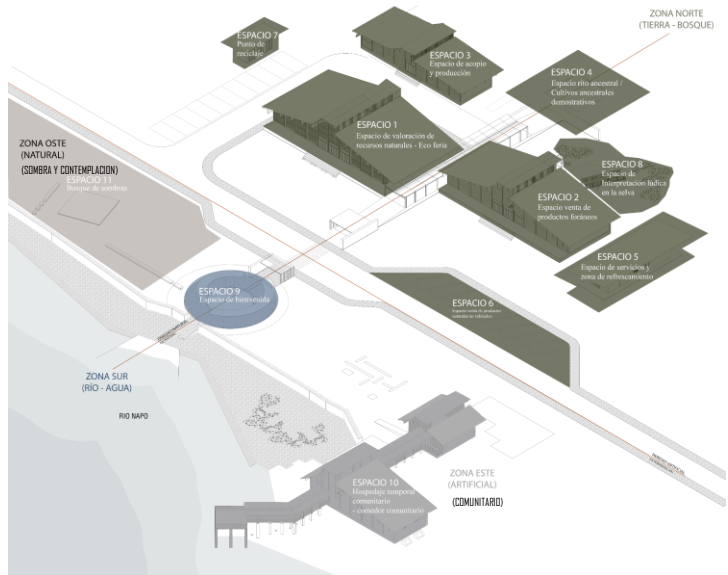 ZONA NORTE
(TIERRA - BOSQUE)
ESPACIO 7
Punto de
reciclaje
ESPACIO 3
Espacio de acopio
y producción
ESPACIO 4
Espacio rito ancestral /
Cultivos ancestrales
demostrativos
ESPACIO 1
Espacio de valoración de
recursos naturales - Eco feria
ZONA OSTE
(NATURAL)
(SOMBRA Y CONTEMPLACION)
ESPACIO 11
Bosque de sombras
ESPACIO 8
Espacio de
Interpretación lúdica
en la selva
ESPACIO 2
Espacio venta de
productos foráneos
ESPACIO 5
Espacio de servicios y
zona de refrescamiento
ESPACIO 9
Espacio de bienvenida
ESPACIO 6
Espacio venta de productos
ZONA SUR
(RÍO - AGUA)
RIO NAPO
ZONA ESTE
(ARTIFICIAL)
(COMUNITARIO)
ESPACIO 10
Hospedaje temporal
comunitario
- comedor comunitario